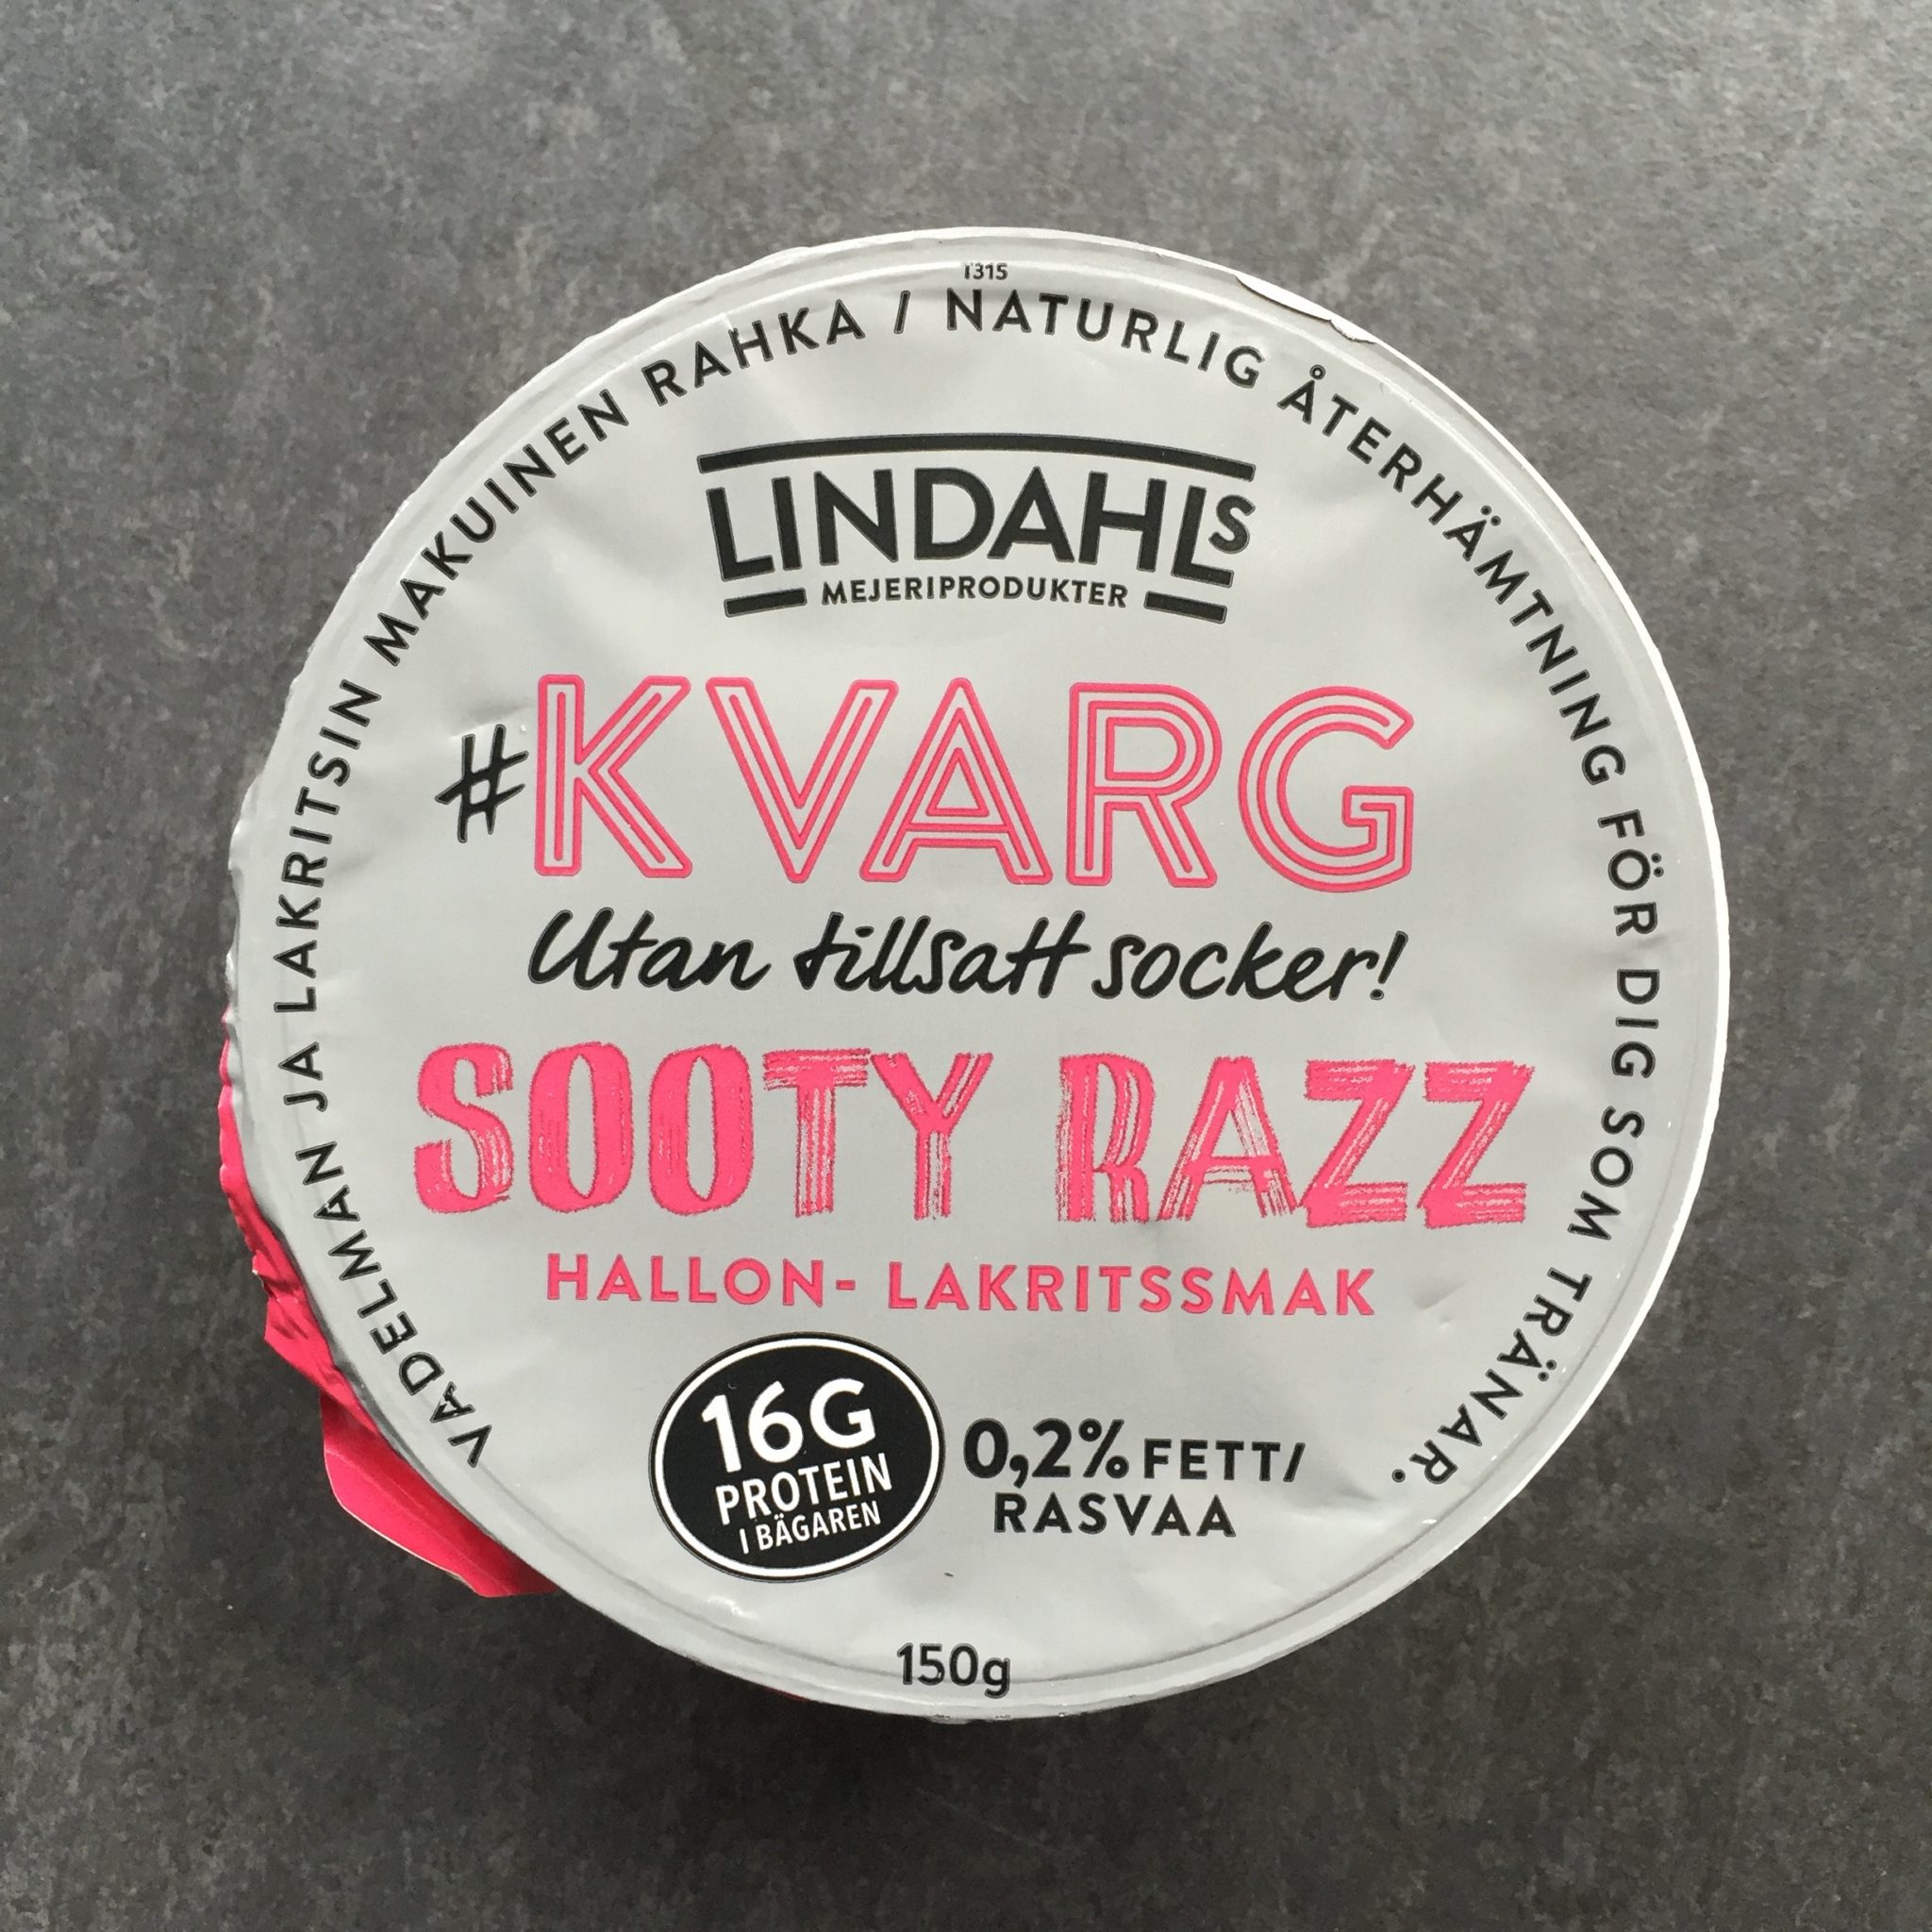 1315
VADELMAN JA LAKRITSIN MAKUINEN RAHKA / NATURLIG ÅTERHÄMTNING FÖR DIG SOM TRÄNAR.
LINDAHLS
MEJERIPRODUKTER
#KVARG
Utan tillsatt socker!
SOOTY RAZZ
HALLON- LAKRITSSMAK
16G
PROTEIN
I BÄGAREN
0,2% FETT/
RASVAA
150g